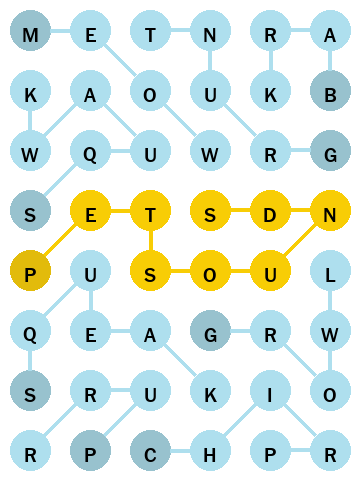 M E T N R A
K A O U K B
W Q U W R G
S E T S D N
P U S O U L
Q E A G R W
S R U K I O
R P C H P R